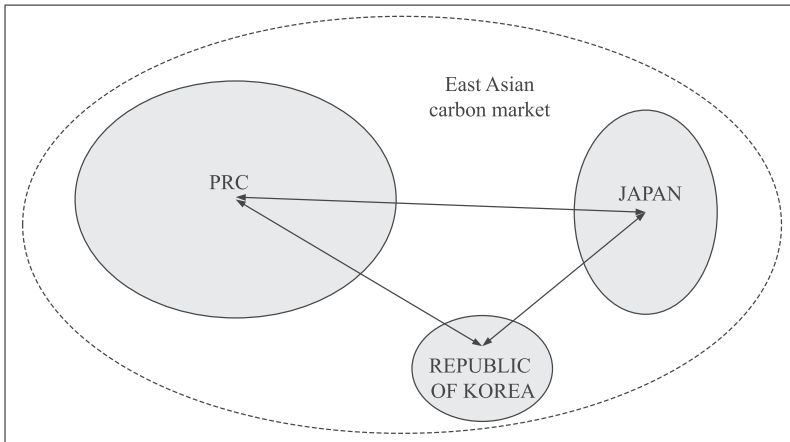 East Asian
carbon market
PRC
JAPAN
REPUBLIC
OF KOREA